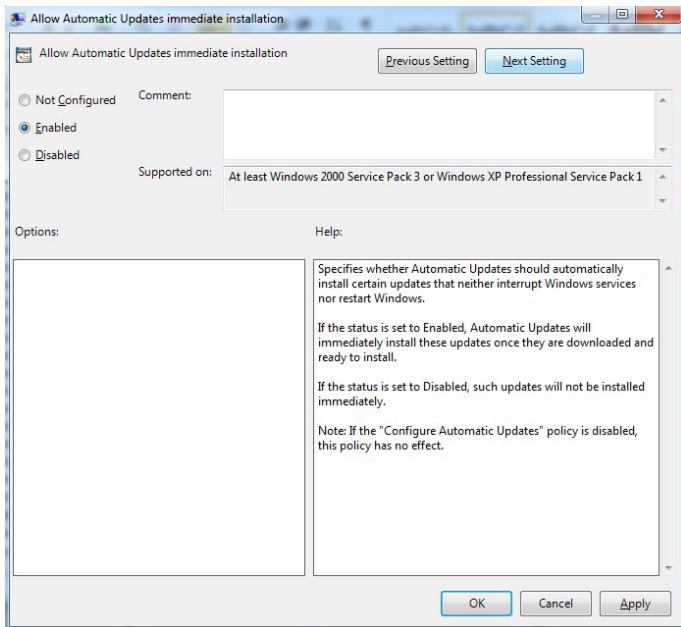 Allow Automatic Updates immediate installation
Allow Automatic Updates immediate installation
Previous Setting
Next Setting
Not Configured
Comment:
Enabled
Disabled
Supported on:
At least Windows 2000 Service Pack 3 or Windows XP Professional Service Pack 1
Options:
Help:
Specifies whether Automatic Updates should automatically
install certain updates that neither interrupt Windows services
nor restart Windows.
If the status is set to Enabled, Automatic Updates will
immediately install these updates once they are downloaded and
ready to install.
If the status is set to Disabled, such updates will not be installed
immediately.
Note: If the "Configure Automatic Updates" policy is disabled,
this policy has no effect.
OK
Cancel
Apply